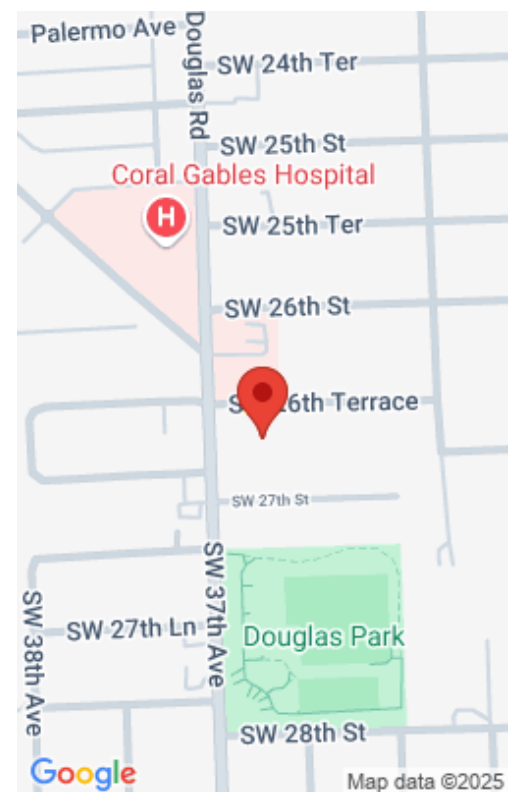 Palermo Ave
Douglas Rd
SW 24th Ter
SW 25th St
Coral Gables Hospital
H
SW 25th Ter
SW 26th St
S 26th Terrace
SW 27th St
SW 37th Ave
SW 38th Ave
SW 27th Ln
Douglas Park
SW 28th St
Google
Map data ©2025